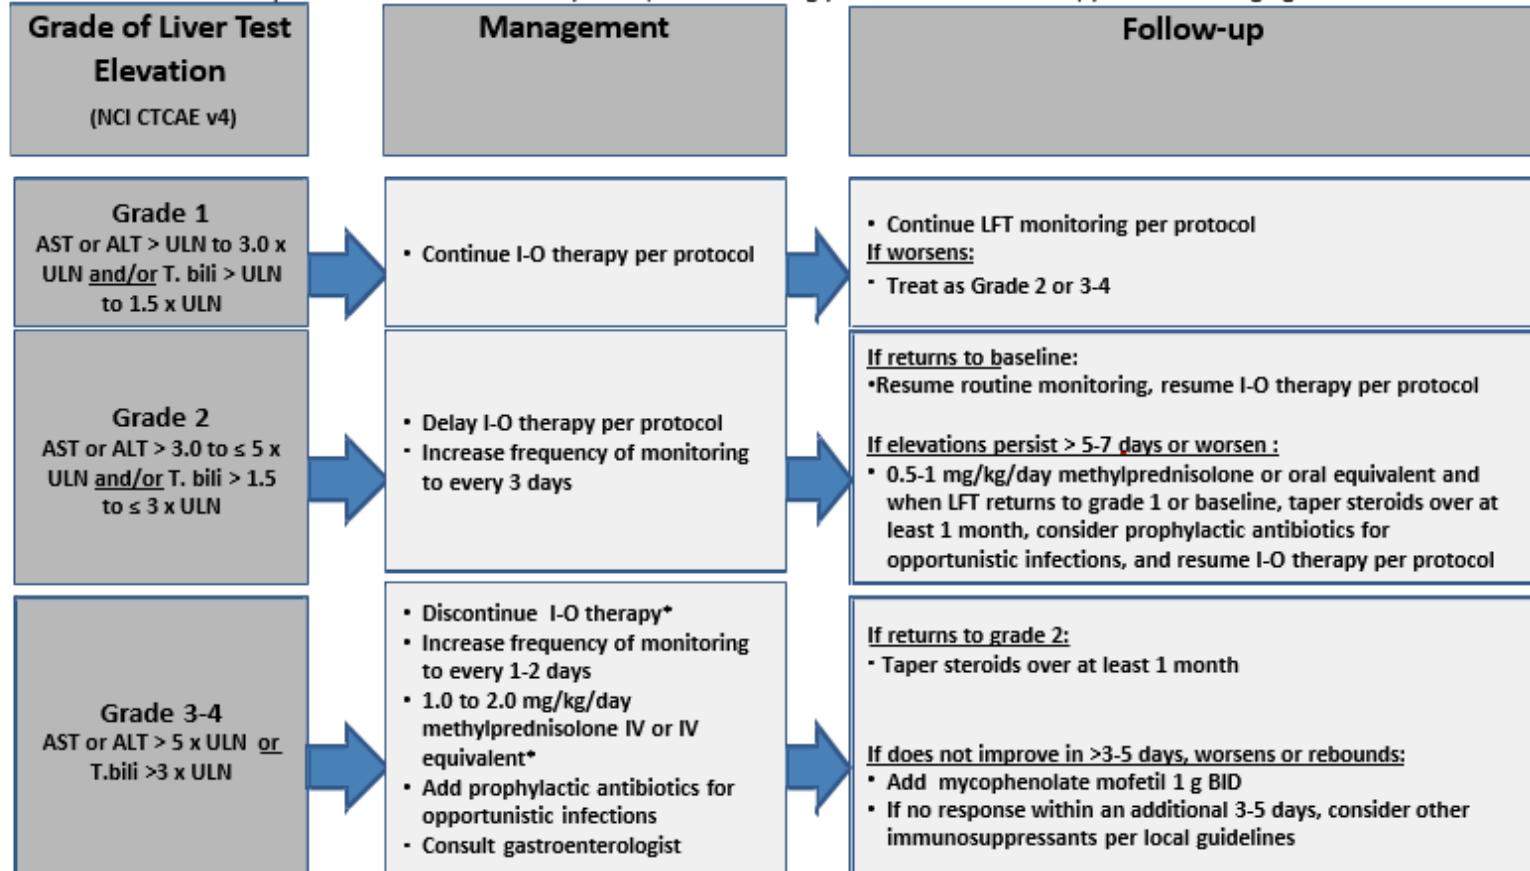 Grade of Liver Test
Elevation
(NCI CTCAE v4)
Management
Follow-up
Grade 1
AST or ALT > ULN to 3.0 x
ULN and/or T. bili > ULN
to 1.5 x ULN
• Continue I-O therapy per protocol
• Continue LFT monitoring per protocol
If worsens:
• Treat as Grade 2 or 3-4
Grade 2
AST or ALT > 3.0 to ≤ 5 x
ULN and/or T. bili > 1.5
to ≤ 3 x ULN
• Delay I-O therapy per protocol
• Increase frequency of monitoring
to every 3 days
If returns to baseline:
•Resume routine monitoring, resume I-O therapy per protocol
If elevations persist > 5-7 days or worsen :
• 0.5-1 mg/kg/day methylprednisolone or oral equivalent and
when LFT returns to grade 1 or baseline, taper steroids over at
least 1 month, consider prophylactic antibiotics for
opportunistic infections, and resume I-O therapy per protocol
Grade 3-4
AST or ALT > 5 x ULN or
T.bili >3 x ULN
• Discontinue I-O therapy*
• Increase frequency of monitoring
to every 1-2 days
• 1.0 to 2.0 mg/kg/day
methylprednisolone IV or IV
equivalent*
• Add prophylactic antibiotics for
opportunistic infections
• Consult gastroenterologist
If returns to grade 2:
• Taper steroids over at least 1 month
If does not improve in >3-5 days, worsens or rebounds:
• Add mycophenolate mofetil 1 g BID
• If no response within an additional 3-5 days, consider other
immunosuppressants per local guidelines